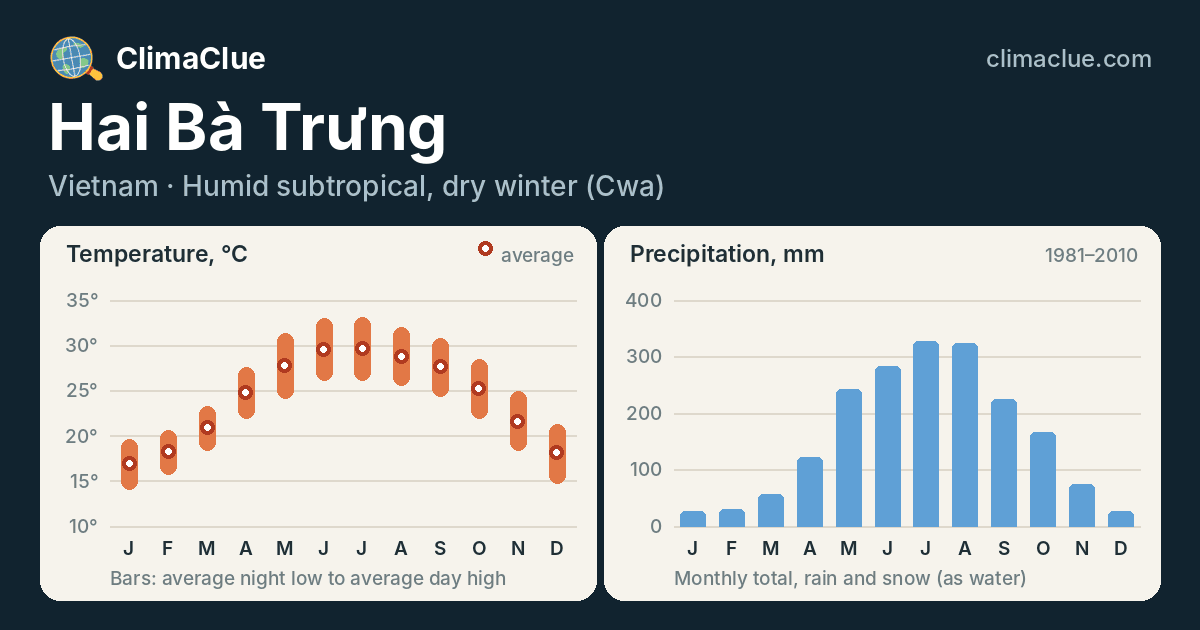 ClimaClue
climaclue.com
Hai Bà Trưng
Vietnam · Humid subtropical, dry winter (Cwa)
Temperature, °C
average
35°
30°
25°
20°
15°
10°
J F M A M J J A S O N D
Bars: average night low to average day high
Precipitation, mm
1981–2010
400
300
200
100
0
J F M A M J J A S O N D
Monthly total, rain and snow (as water)